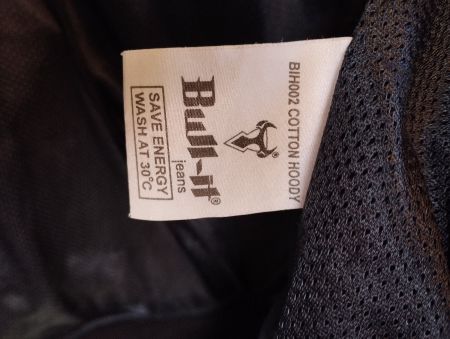 BIH002 COTTON HOODY
®
Bull-it®
jeans
SAVE ENERGY
WASH AT 30°C